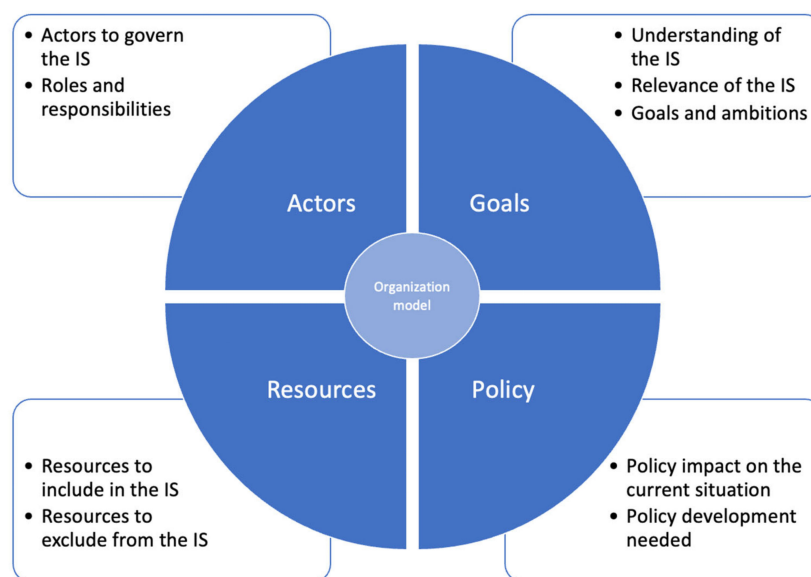 • Actors to govern
the IS
• Roles and
responsibilities
• Understanding of
the IS
• Relevance of the IS
• Goals and ambitions
Actors
Goals
Organization
model
Resources
Policy
• Resources to
include in the IS
• Resources to
exclude from the IS
• Policy impact on the
current situation
• Policy development
needed